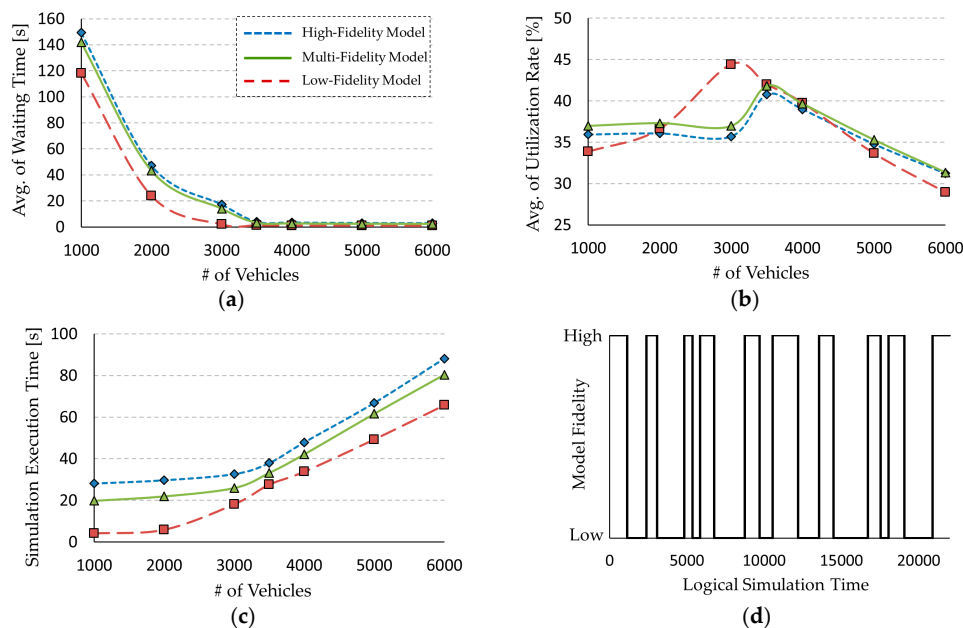 Avg. of Waiting Time [s]
160
140
120
100
80
60
40
20
0
1000 2000 3000 4000 5000 6000
# of Vehicles
High-Fidelity Model
Multi-Fidelity Model
Low-Fidelity Model
(a)
Avg. of Utilization Rate [%]
50
45
40
35
30
25
1000 2000 3000 4000 5000 6000
# of Vehicles
(b)
Simulation Execution Time [s]
100
80
60
40
20
0
1000 2000 3000 4000 5000 6000
# of Vehicles
(c)
Model Fidelity
High
Low
0 5000 10000 15000 20000
Logical Simulation Time
(d)